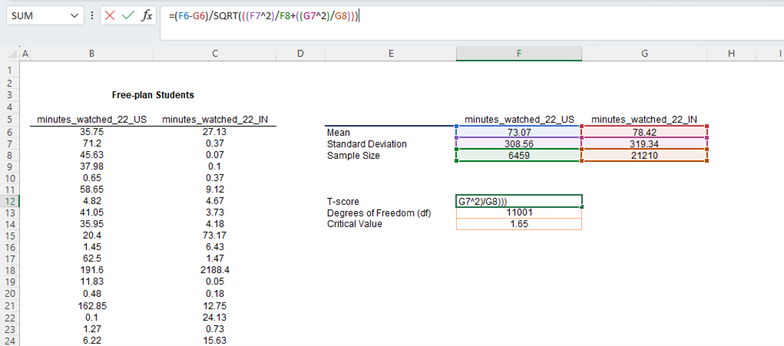 SUM =(F6-G6)/SQRT(((F7^2)/F8+((G7^2)/G8)))
A B C D E F G H I
1
2
3 Free-plan Students
4
5 minutes_watched_22_US minutes_watched_22_IN minutes_watched_22_US minutes_watched_22_IN
6 35.75 27.13 Mean 73.07 78.42
7 71.2 0.37 Standard Deviation 308.56 319.34
8 45.63 0.07 Sample Size 6459 21210
9 37.98 0.1
10 0.65 0.37
11 58.65 9.12
12 4.82 4.67 T-score G7^2)/G8)))
13 41.05 3.73 Degrees of Freedom (df) 11001
14 35.95 4.18 Critical Value 1.65
15 20.4 73.17
16 1.45 6.43
17 62.5 1.47
18 191.6 2188.4
19 11.83 0.05
20 0.48 0.18
21 162.85 12.75
22 0.1 24.13
23 1.27 0.73
24 6.22 15.63